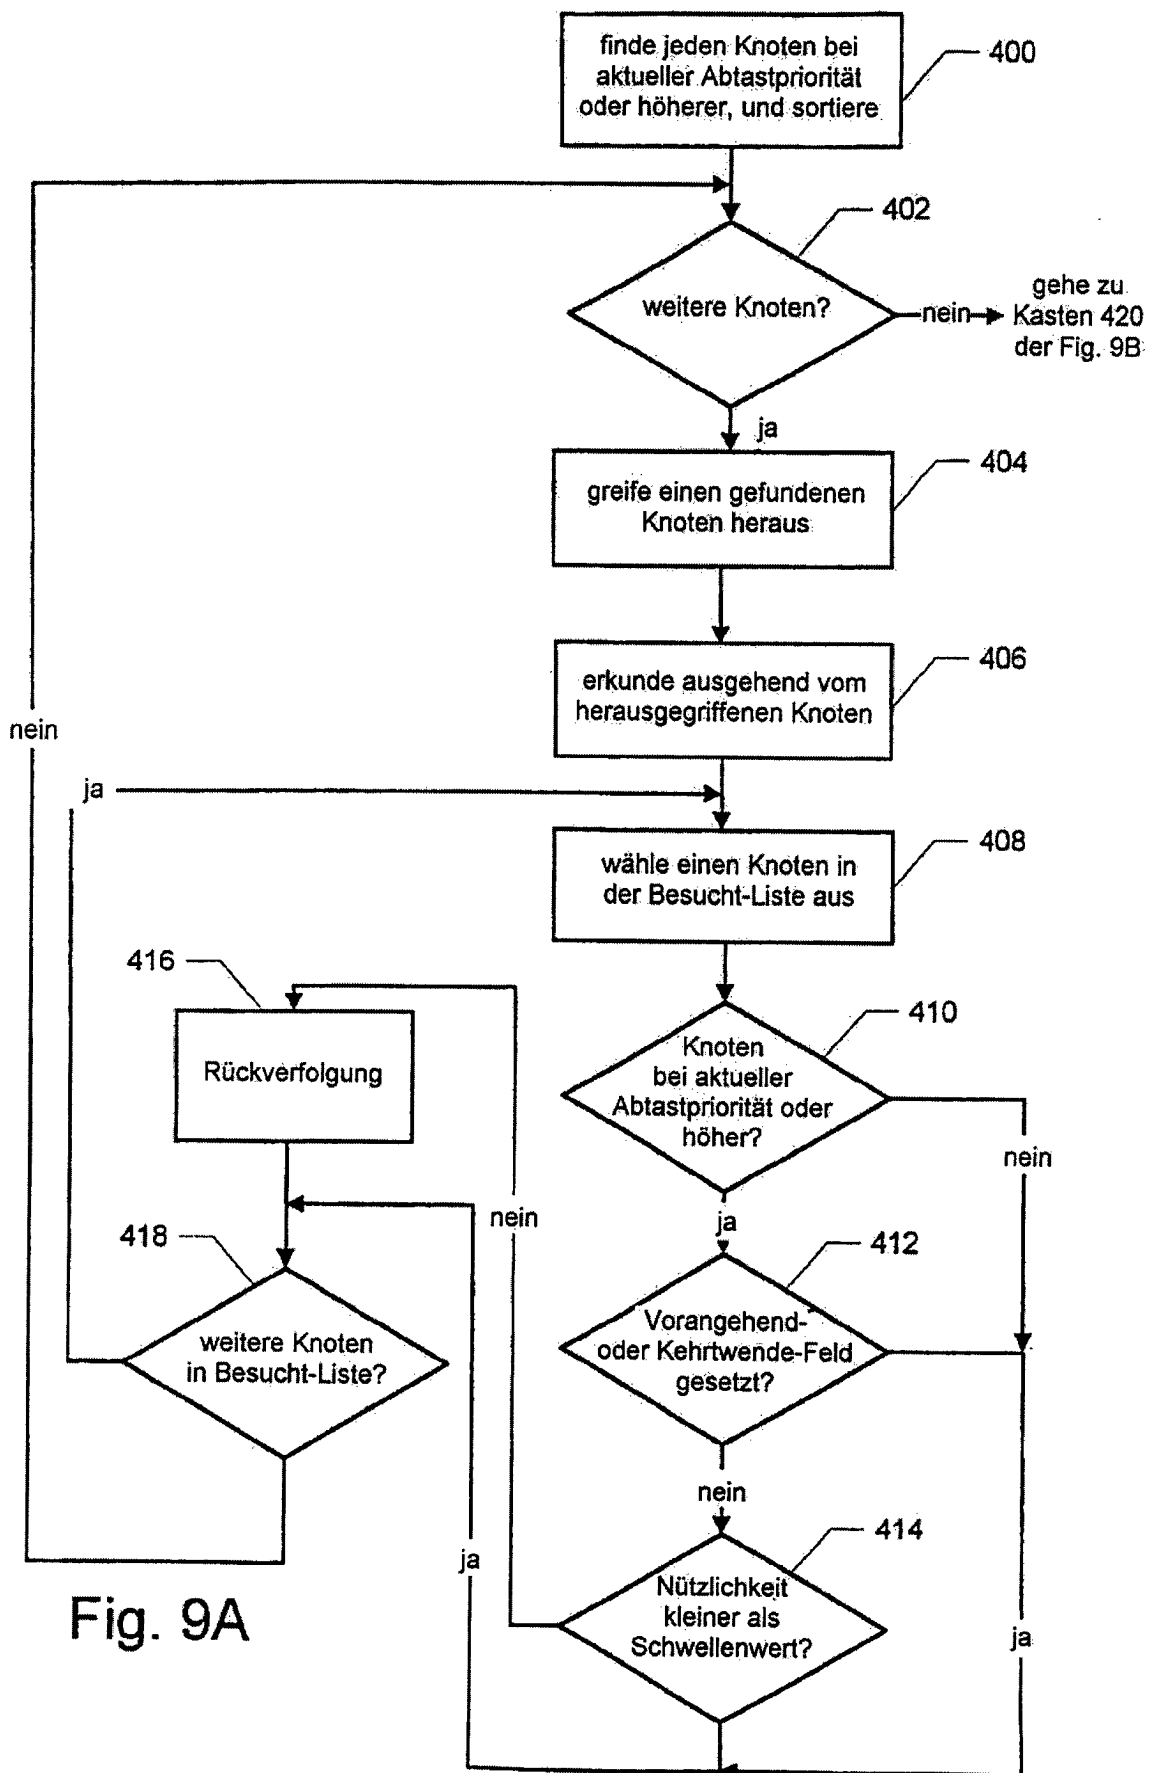 finde jeden Knoten bei
aktueller Abtastpriorität
oder höherer, und sortiere
400
402
weitere Knoten?
nein
gehe zu
Kasten 420
der Fig. 9B
ja
404
greife einen gefundenen
Knoten heraus
406
erkunde ausgehend vom
herausgegriffenen Knoten
nein
ja
408
wähle einen Knoten in
der Besucht-Liste aus
416
Rückverfolgung
410
Knoten
bei aktueller
Abtastpriorität oder
höher?
nein
nein
ja
418
412
weitere Knoten
in Besucht-Liste?
Vorangehend-
oder Kehrtwende-Feld
gesetzt?
nein
414
ja
Nützlichkeit
kleiner als
Schwellenwert?
ja
Fig. 9A